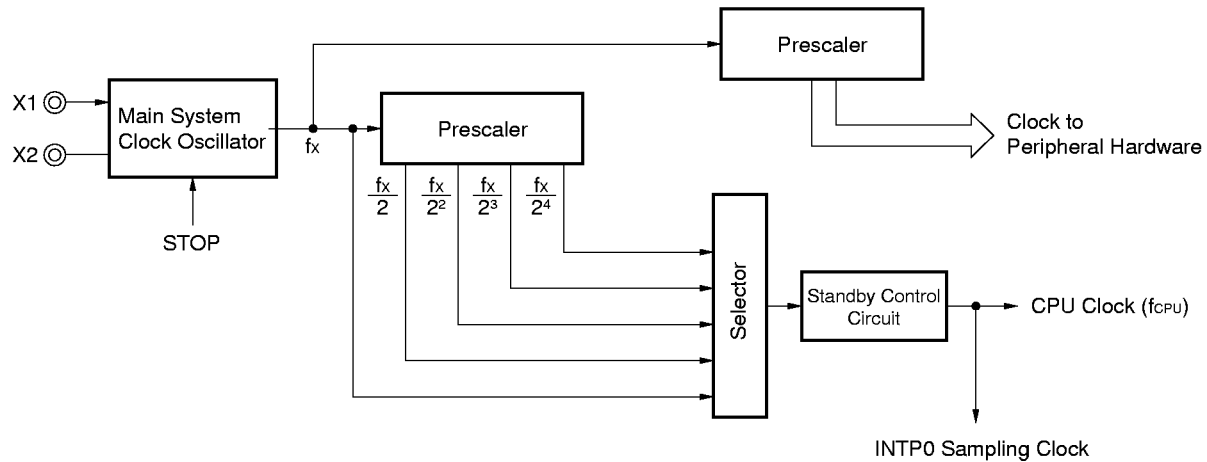 Prescaler
X1
Main System
Clock Oscillator
fX
Prescaler
Clock to
Peripheral Hardware
X2
fX/2
fX/2²
fX/2³
fX/2⁴
STOP
Selector
Standby Control
Circuit
CPU Clock (fCPU)
INTP0 Sampling Clock